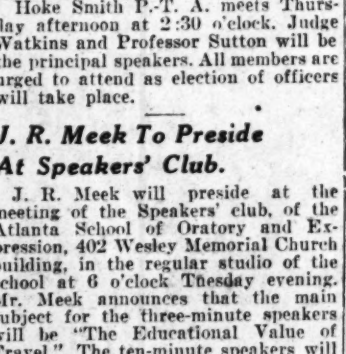 Hoke Smith P.-T. A. meets Thurs-
day afternoon at 2:30 o'clock. Judge
Watkins and Professor Sutton will be
the principal speakers. All members are
urged to attend as election of officers
will take place.
J. R. Meek To Preside
At Speakers' Club.
J. R. Meek will preside at the
meeting of the Speakers' club, of the
Atlanta School of Oratory and Ex-
pression, 402 Wesley Memorial Church
building, in the regular studio of the
school at 6 o'clock Tuesday evening.
Mr. Meek announces that the main
subject for the three-minute speakers
will be "The Educational Value of
Travel." The ten-minute speakers will